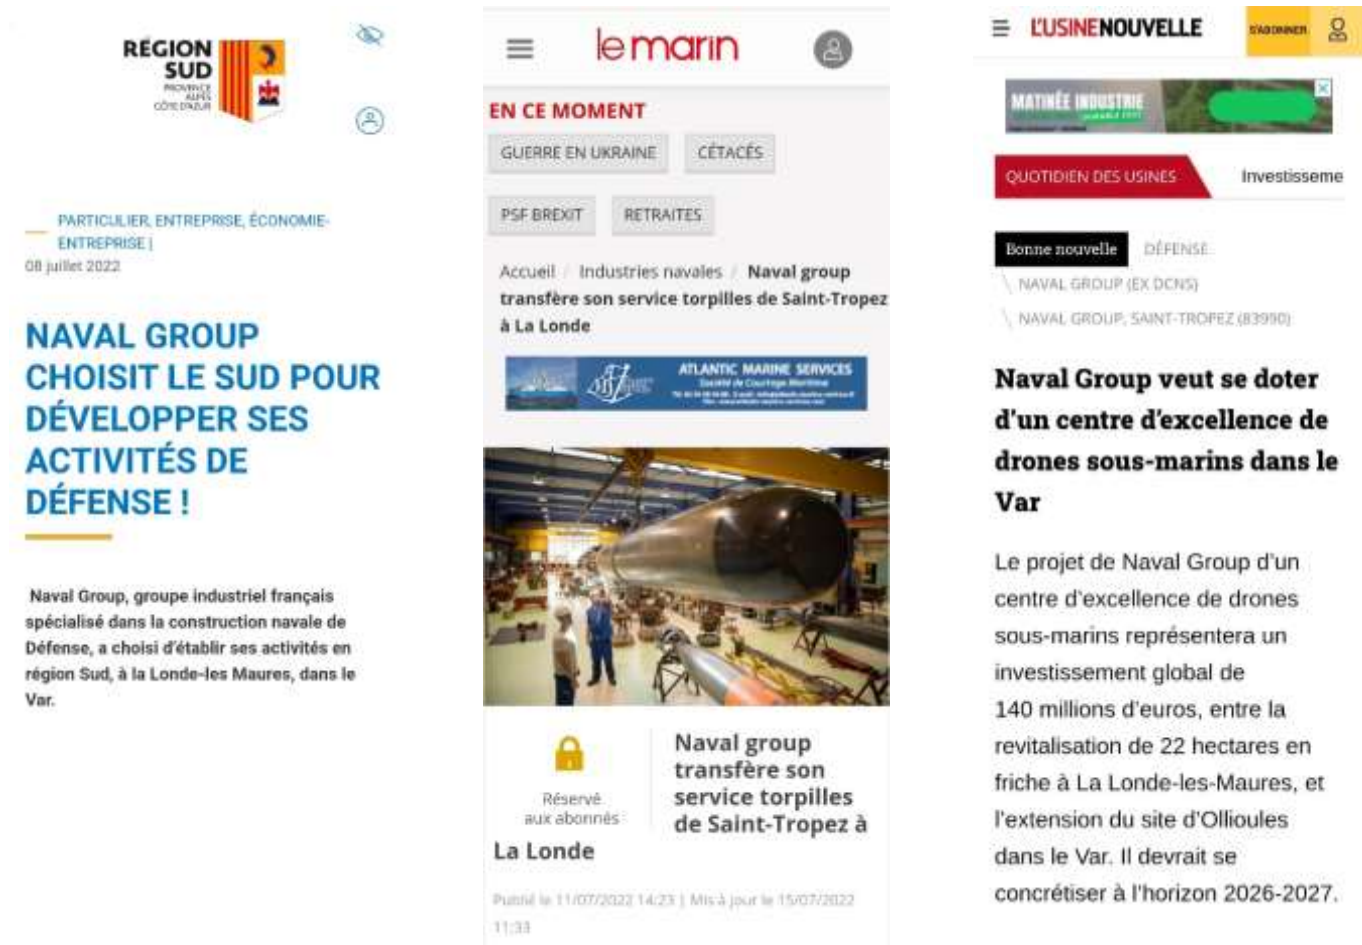 RÉGION
SUD
PROVENCE
ALPES
CÔTE D'AZUR
PARTICULIER, ENTREPRISE, ÉCONOMIE-
ENTREPRISE |
08 juillet 2022
NAVAL GROUP
CHOISIT LE SUD POUR
DÉVELOPPER SES
ACTIVITÉS DE
DÉFENSE !
Naval Group, groupe industriel français
spécialisé dans la construction navale de
Défense, a choisi d'établir ses activités en
région Sud, à la Londe-les Maures, dans le
Var.
le marin
EN CE MOMENT
GUERRE EN UKRAINE
CÉTACÉS
PSF BREXIT
RETRAITES
Accueil / Industries navales / Naval group
transfère son service torpilles de Saint-Tropez
à La Londe
ATLANTIC MARINE SERVICES
Société de Courtage Maritime
Réservé
aux abonnés
Naval group
transfère son
service torpilles
de Saint-Tropez à
La Londe
Publié le 11/07/2022 14:23 | Mis à jour le 15/07/2022
11:33
L'USINENOUVELLE
S'ABONNER
MATINÉE INDUSTRIE
QUOTIDIEN DES USINES
Investisseme
Bonne nouvelle
DÉFENSE
\ NAVAL GROUP (EX DCNS)
\ NAVAL GROUP, SAINT-TROPEZ (83990)
Naval Group veut se doter
d'un centre d'excellence de
drones sous-marins dans le
Var
Le projet de Naval Group d'un
centre d'excellence de drones
sous-marins représentera un
investissement global de
140 millions d'euros, entre la
revitalisation de 22 hectares en
friche à La Londe-les-Maures, et
l'extension du site d'Ollioules
dans le Var. Il devrait se
concrétiser à l'horizon 2026-2027.